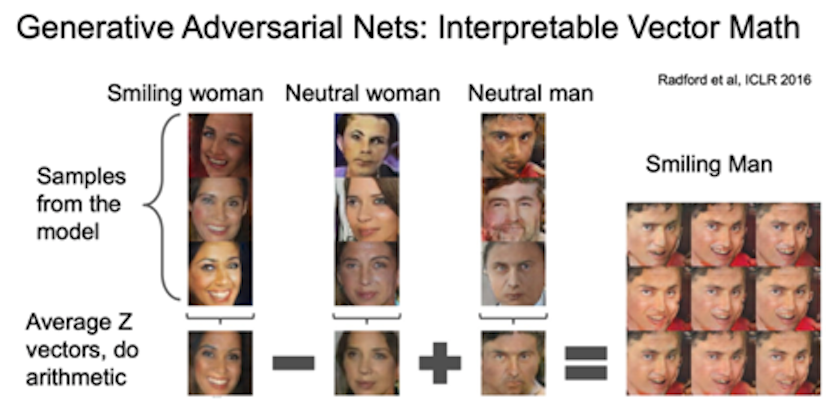 Generative Adversarial Nets: Interpretable Vector Math
Radford et al, ICLR 2016
Smiling woman
Neutral woman
Neutral man
Samples
from the
model
Smiling Man
Average Z
vectors, do
arithmetic